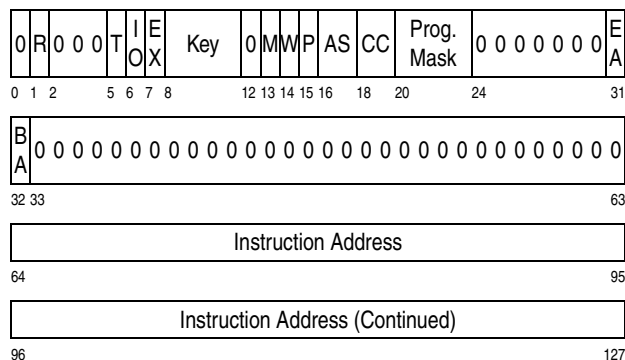 0 R 0 0 0 T I O E X Key 0 M W P AS CC Prog. Mask 0 0 0 0 0 0 0 E A
0 1 2 5 6 7 8 12 13 14 15 16 18 20 24 31
B A 0 0 0 0 0 0 0 0 0 0 0 0 0 0 0 0 0 0 0 0 0 0 0 0 0 0 0 0 0 0 0
32 33 63
Instruction Address
64 95
Instruction Address (Continued)
96 127